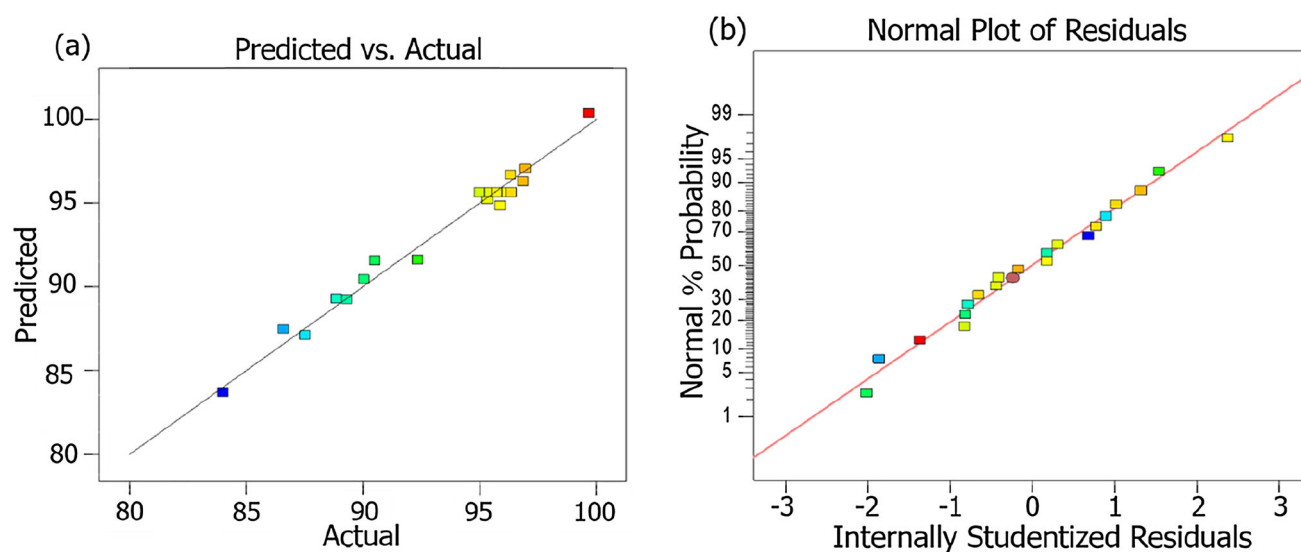 (a)
Predicted vs. Actual
Predicted
100
95
90
85
80
80 85 90 95 100
Actual
(b)
Normal Plot of Residuals
Normal % Probability
99
95
90
80
70
50
30
20
10
5
1
-3 -2 -1 0 1 2 3
Internally Studentized Residuals